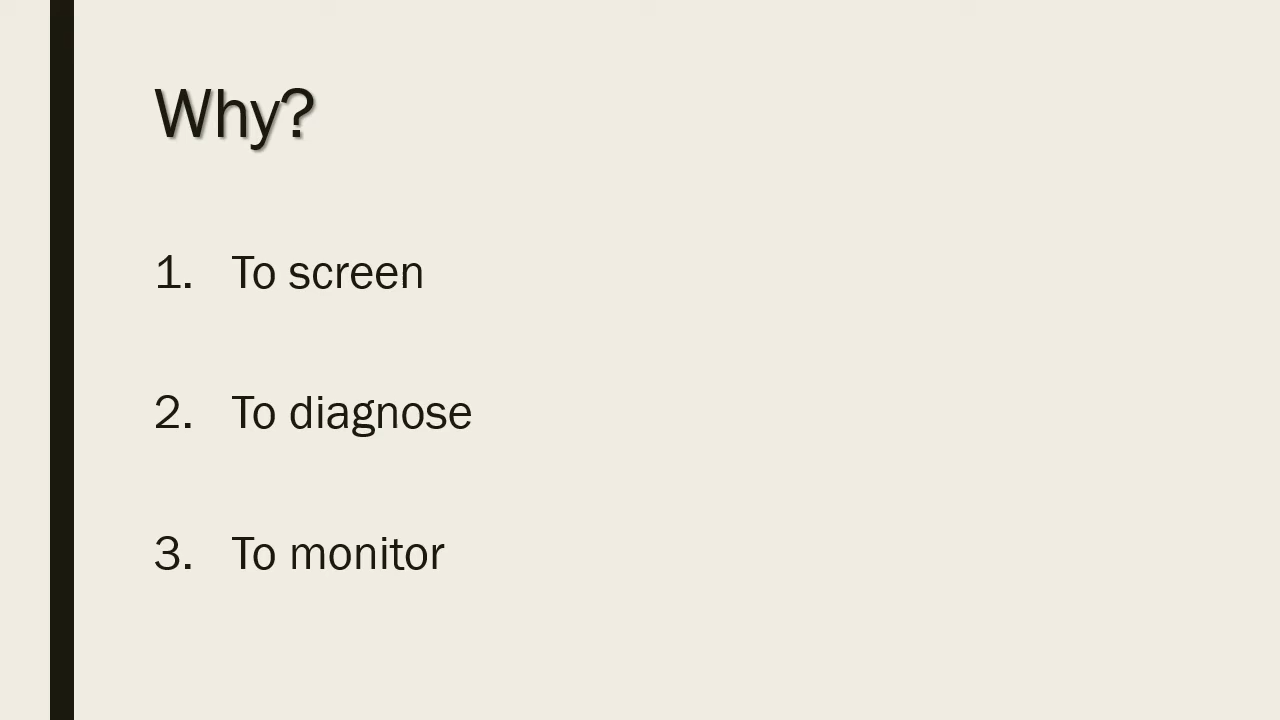 Why?
1. To screen
2. To diagnose
3. To monitor